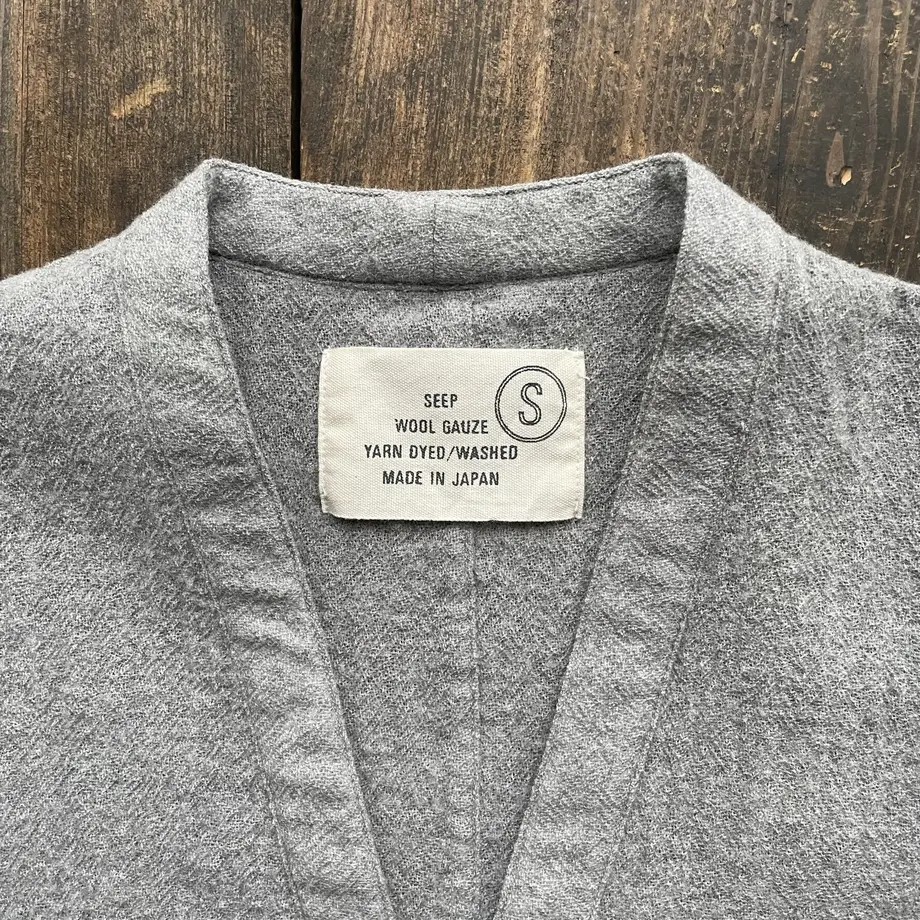 S
SEEP
WOOL GAUZE
YARN DYED/WASHED
MADE IN JAPAN